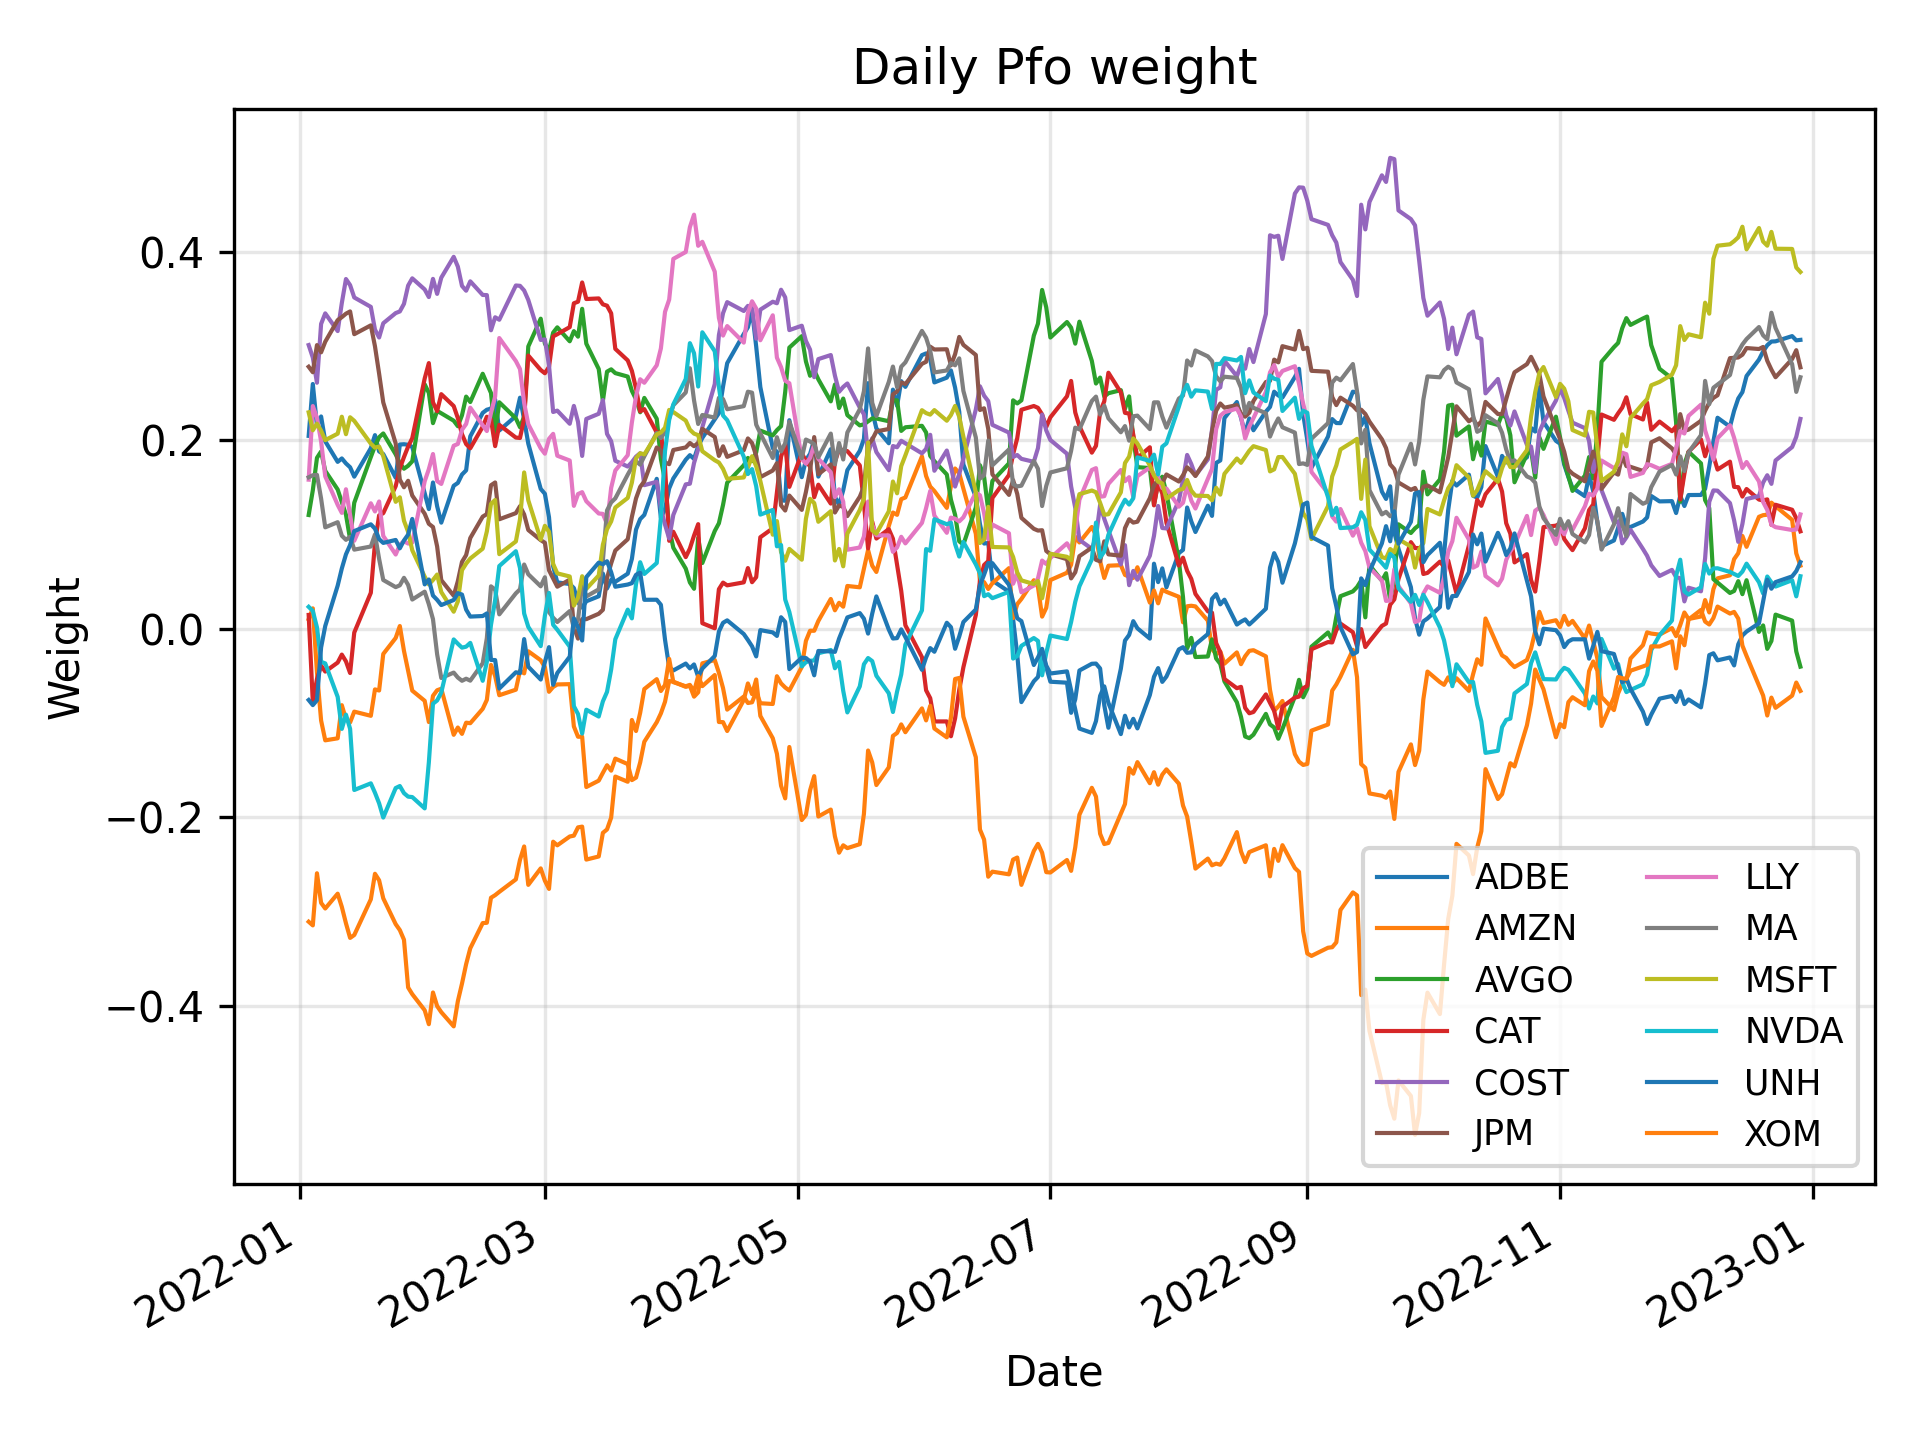 Daily Pfo weight
Weight
0.4
0.2
0.0
−0.2
−0.4
ADBE
AMZN
AVGO
CAT
COST
JPM
LLY
MA
MSFT
NVDA
UNH
XOM
2022-01
2022-03
2022-05
2022-07
2022-09
2022-11
2023-01
Date